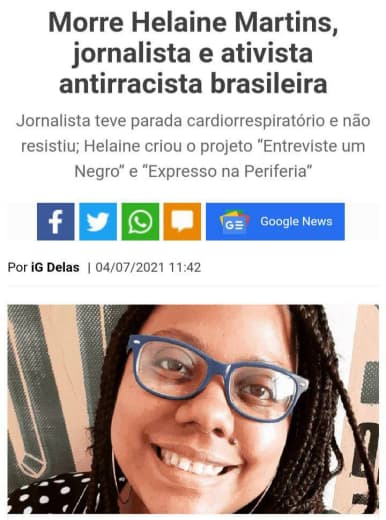 Morre Helaine Martins,
jornalista e ativista
antirracista brasileira
Jornalista teve parada cardiorrespiratório e não
resistiu; Helaine criou o projeto “Entreviste um
Negro” e “Expresso na Periferia”
f GE Google News
Por iG Delas | 04/07/2021 11:42